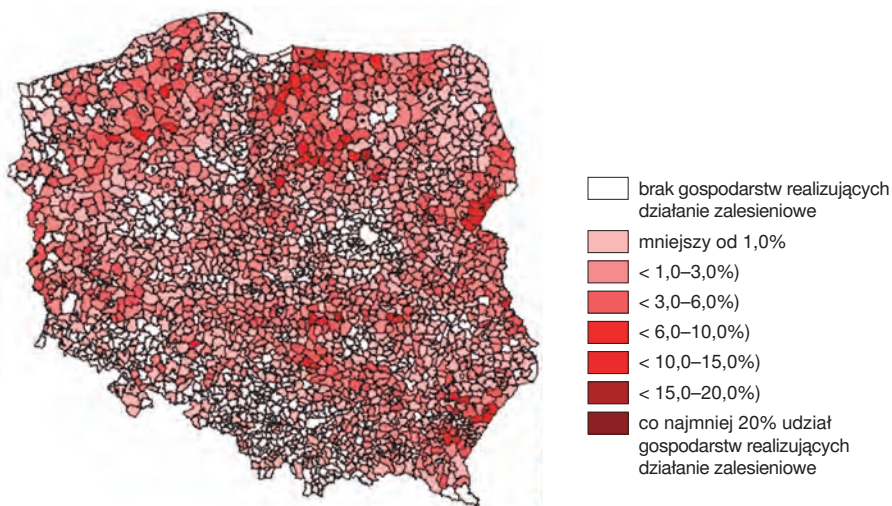 brak gospodarstw realizujących
działanie zalesieniowe
mniejszy od 1,0%
< 1,0–3,0%)
< 3,0–6,0%)
< 6,0–10,0%)
< 10,0–15,0%)
< 15,0–20,0%)
co najmniej 20% udział
gospodarstw realizujących
działanie zalesieniowe